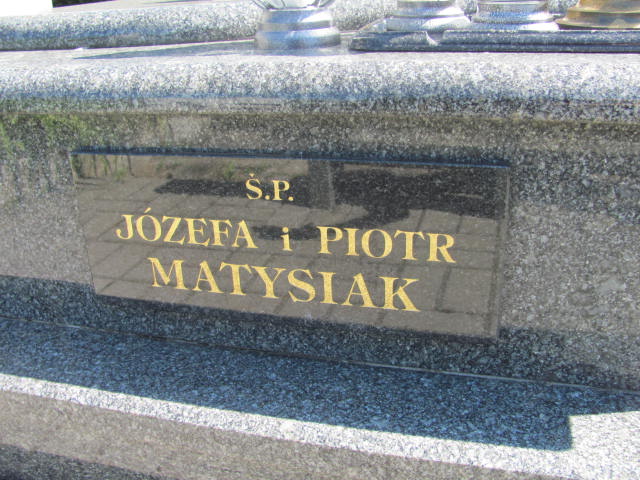 Ś.P.
JÓZEFA i PIOTR
MATYSIAK